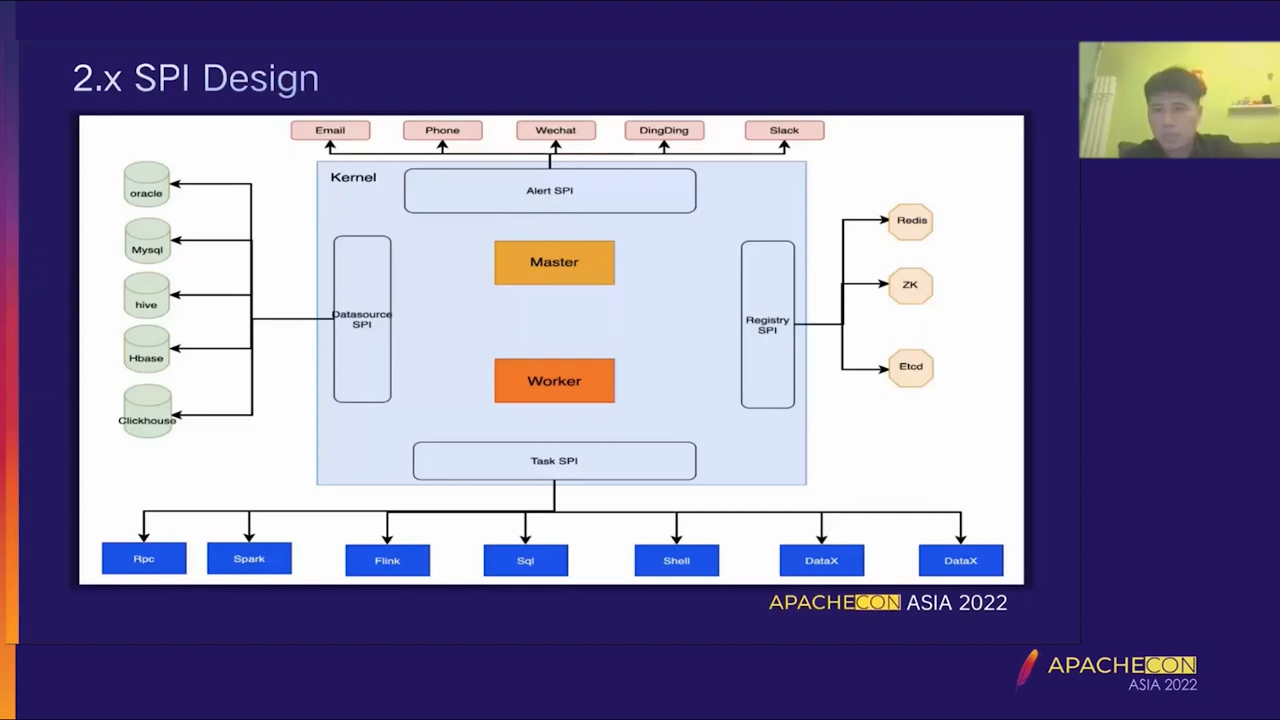 2.x SPI Design
Email
Phone
Wechat
DingDing
Slack
Kernel
Alert SPI
oracle
Mysql
hive
Hbase
Clickhouse
Datasource
SPI
Master
Worker
Registry
SPI
Redis
ZK
Etcd
Task SPI
Rpc
Spark
Flink
Sql
Shell
DataX
DataX
APACHECON ASIA 2022
APACHECON
ASIA 2022